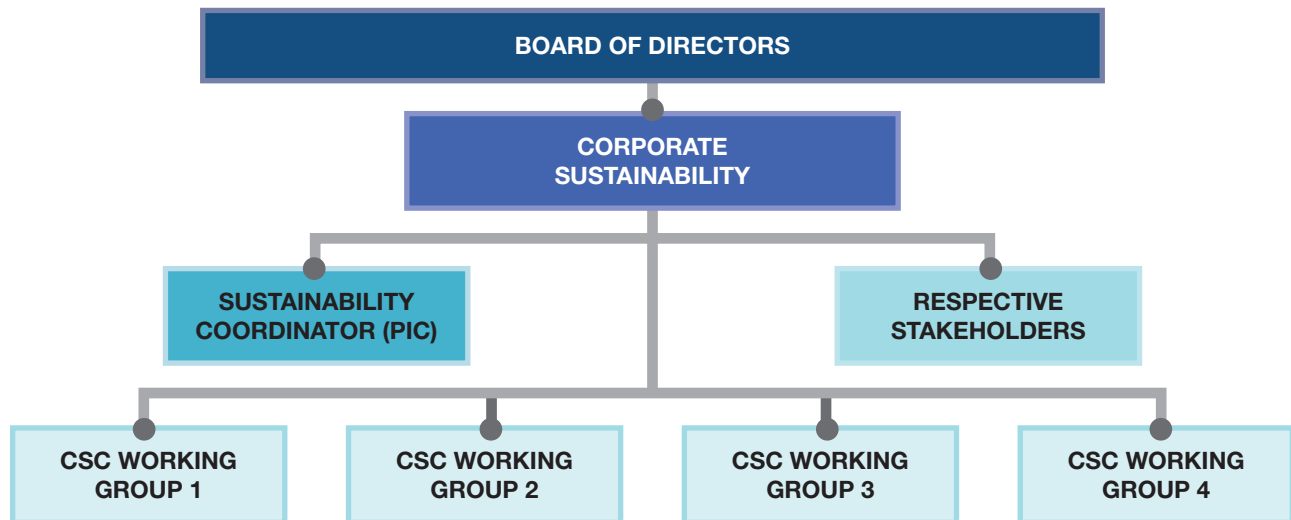 BOARD OF DIRECTORS
CORPORATE
SUSTAINABILITY
SUSTAINABILITY
COORDINATOR (PIC)
RESPECTIVE
STAKEHOLDERS
CSC WORKING
GROUP 1
CSC WORKING
GROUP 2
CSC WORKING
GROUP 3
CSC WORKING
GROUP 4